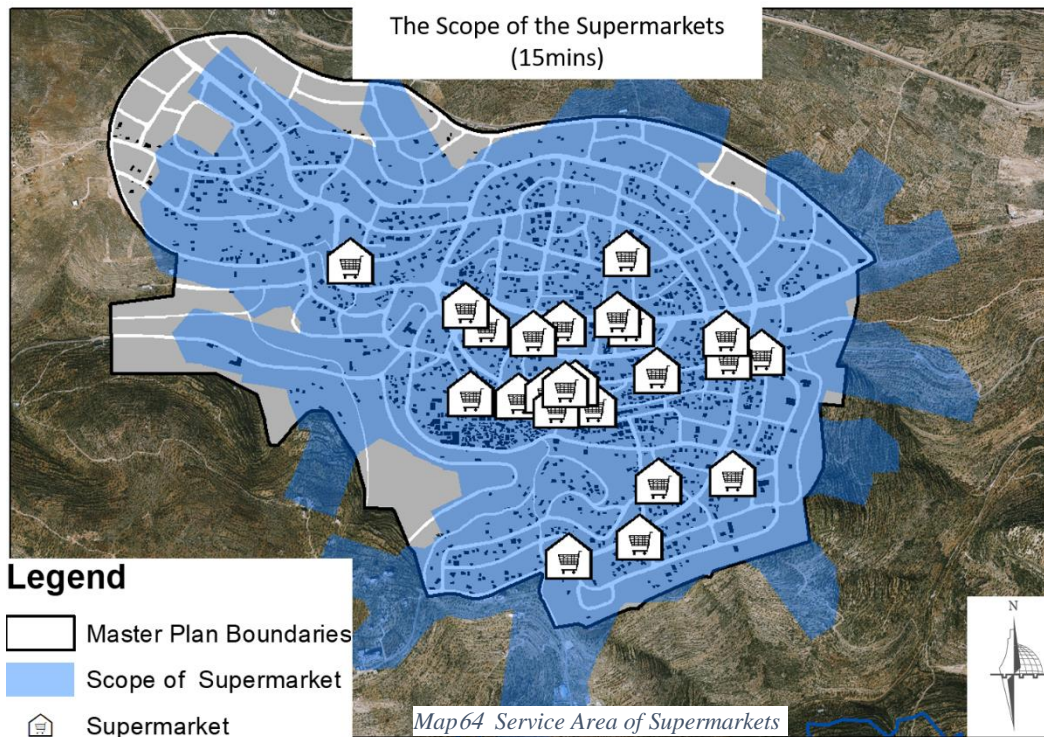 The Scope of the Supermarkets
(15mins)
N
Legend
Master Plan Boundaries
Scope of Supermarket
Supermarket
Map64 Service Area of Supermarkets